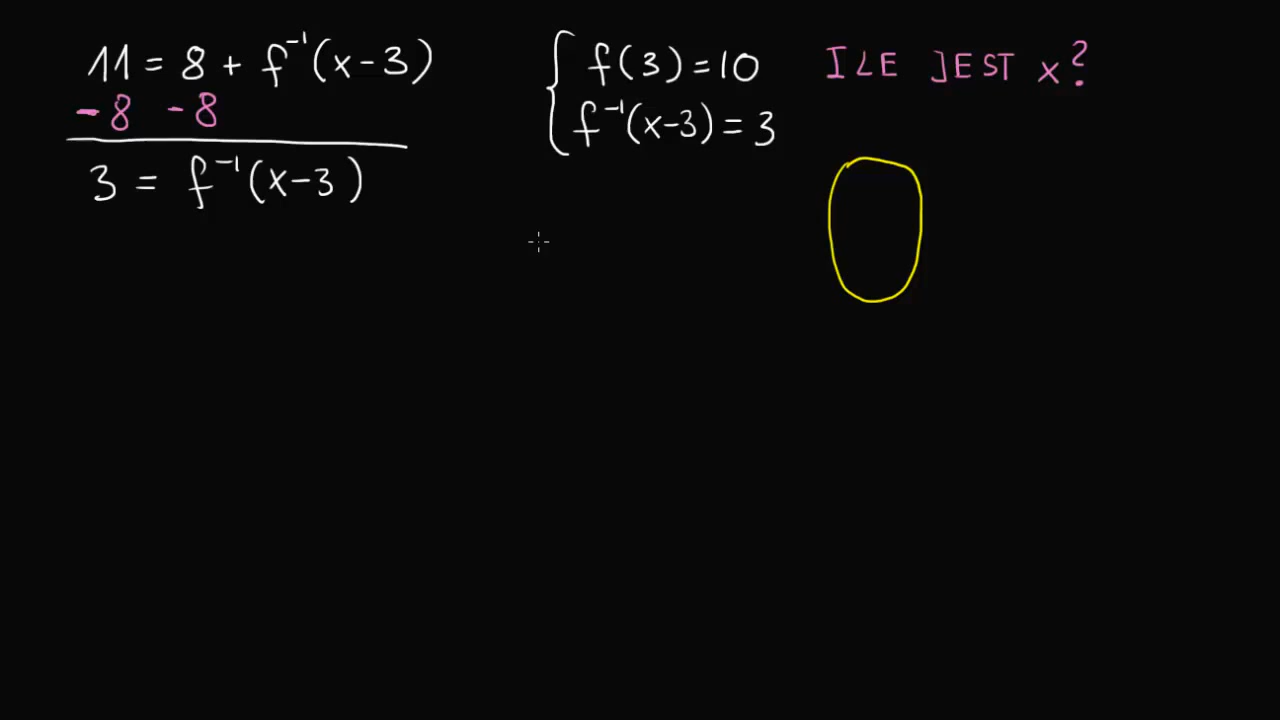 11 = 8 + f⁻¹(x-3)
-8 -8
3 = f⁻¹(x-3)
f(3) = 10
f⁻¹(x-3) = 3
ILE JEST x?